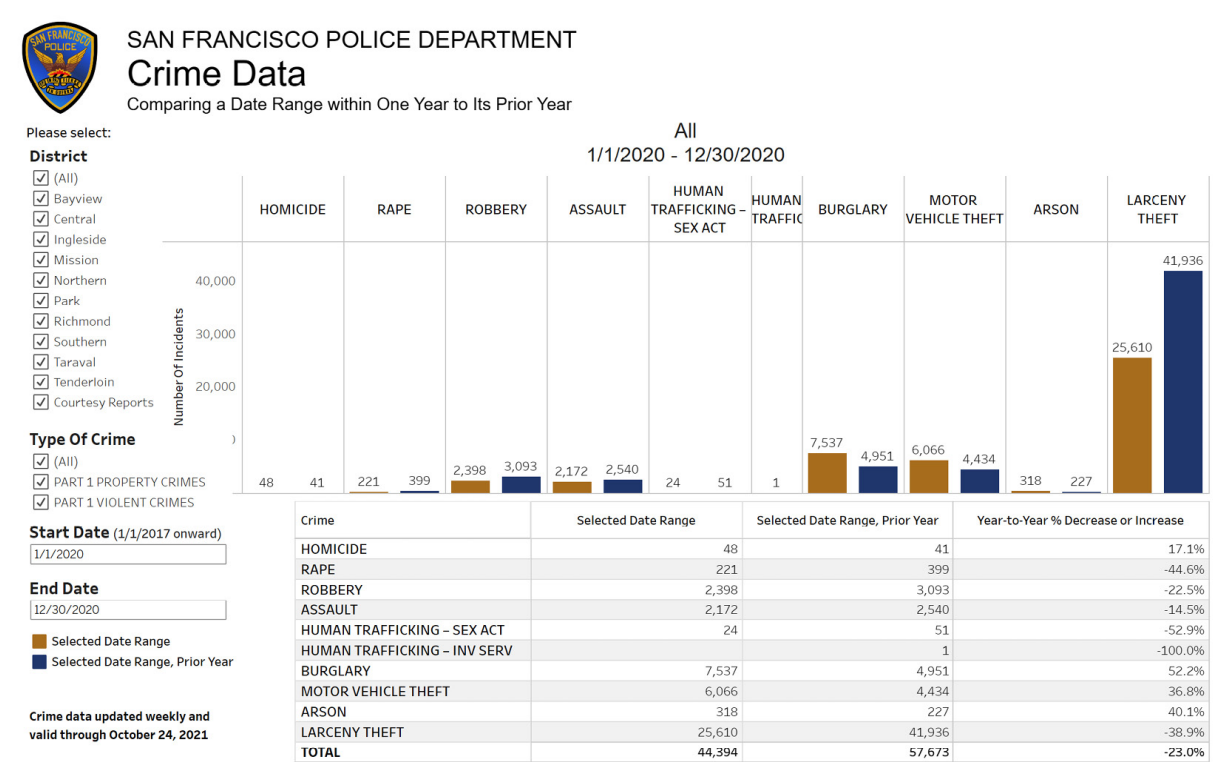 SAN FRANCISCO
POLICE
SAN FRANCISCO POLICE DEPARTMENT
Crime Data
Comparing a Date Range within One Year to Its Prior Year
Please select:
District
(All)
Bayview
Central
Ingleside
Mission
Northern
Park
Richmond
Southern
Taraval
Tenderloin
Courtesy Reports
Type Of Crime
(All)
PART 1 PROPERTY CRIMES
PART 1 VIOLENT CRIMES
Start Date (1/1/2017 onward)
1/1/2020
End Date
12/30/2020
Selected Date Range
Selected Date Range, Prior Year
Crime data updated weekly and
valid through October 24, 2021
All
1/1/2020 - 12/30/2020
HOMICIDE
RAPE
ROBBERY
ASSAULT
HUMAN
TRAFFICKING –
SEX ACT
HUMAN
TRAFFIC
BURGLARY
MOTOR
VEHICLE THEFT
ARSON
LARCENY
THEFT
Number Of Incidents
40,000
30,000
20,000
48 41
221 399
2,398 3,093
2,172 2,540
24 51
1
7,537 4,951
6,066 4,434
318 227
25,610 41,936
Crime Selected Date Range Selected Date Range, Prior Year Year-to-Year % Decrease or Increase
HOMICIDE 48 41 17.1%
RAPE 221 399 -44.6%
ROBBERY 2,398 3,093 -22.5%
ASSAULT 2,172 2,540 -14.5%
HUMAN TRAFFICKING – SEX ACT 24 51 -52.9%
HUMAN TRAFFICKING – INV SERV 1 -100.0%
BURGLARY 7,537 4,951 52.2%
MOTOR VEHICLE THEFT 6,066 4,434 36.8%
ARSON 318 227 40.1%
LARCENY THEFT 25,610 41,936 -38.9%
TOTAL 44,394 57,673 -23.0%